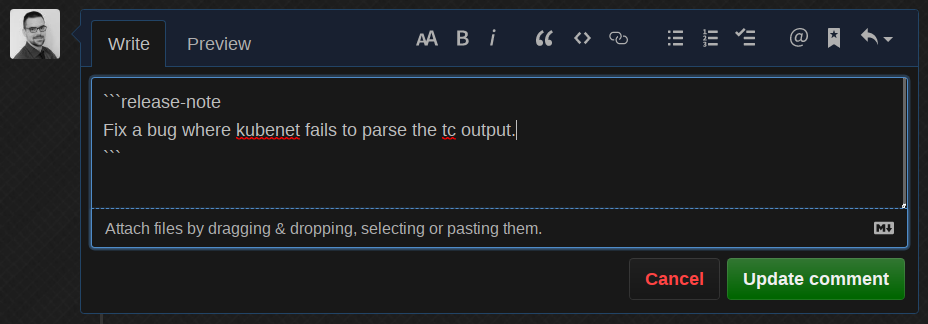 Write Preview AA B i @
```release-note
Fix a bug where kubenet fails to parse the tc output.
```
Attach files by dragging & dropping, selecting or pasting them. M
Cancel Update comment